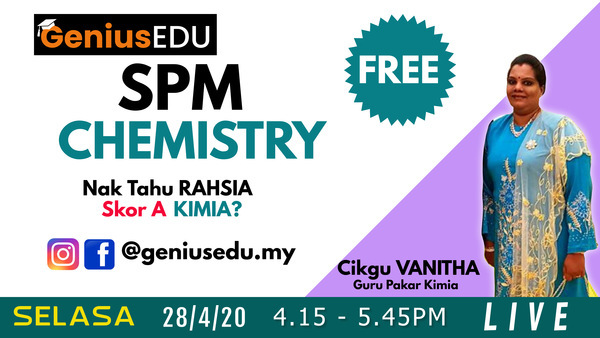 GeniusEDU
SPM
CHEMISTRY
FREE
Nak Tahu RAHSIA
Skor A KIMIA?
@geniusedu.my
Cikgu VANITHA
Guru Pakar Kimia
SELASA 28/4/20 4.15 - 5.45PM LIVE